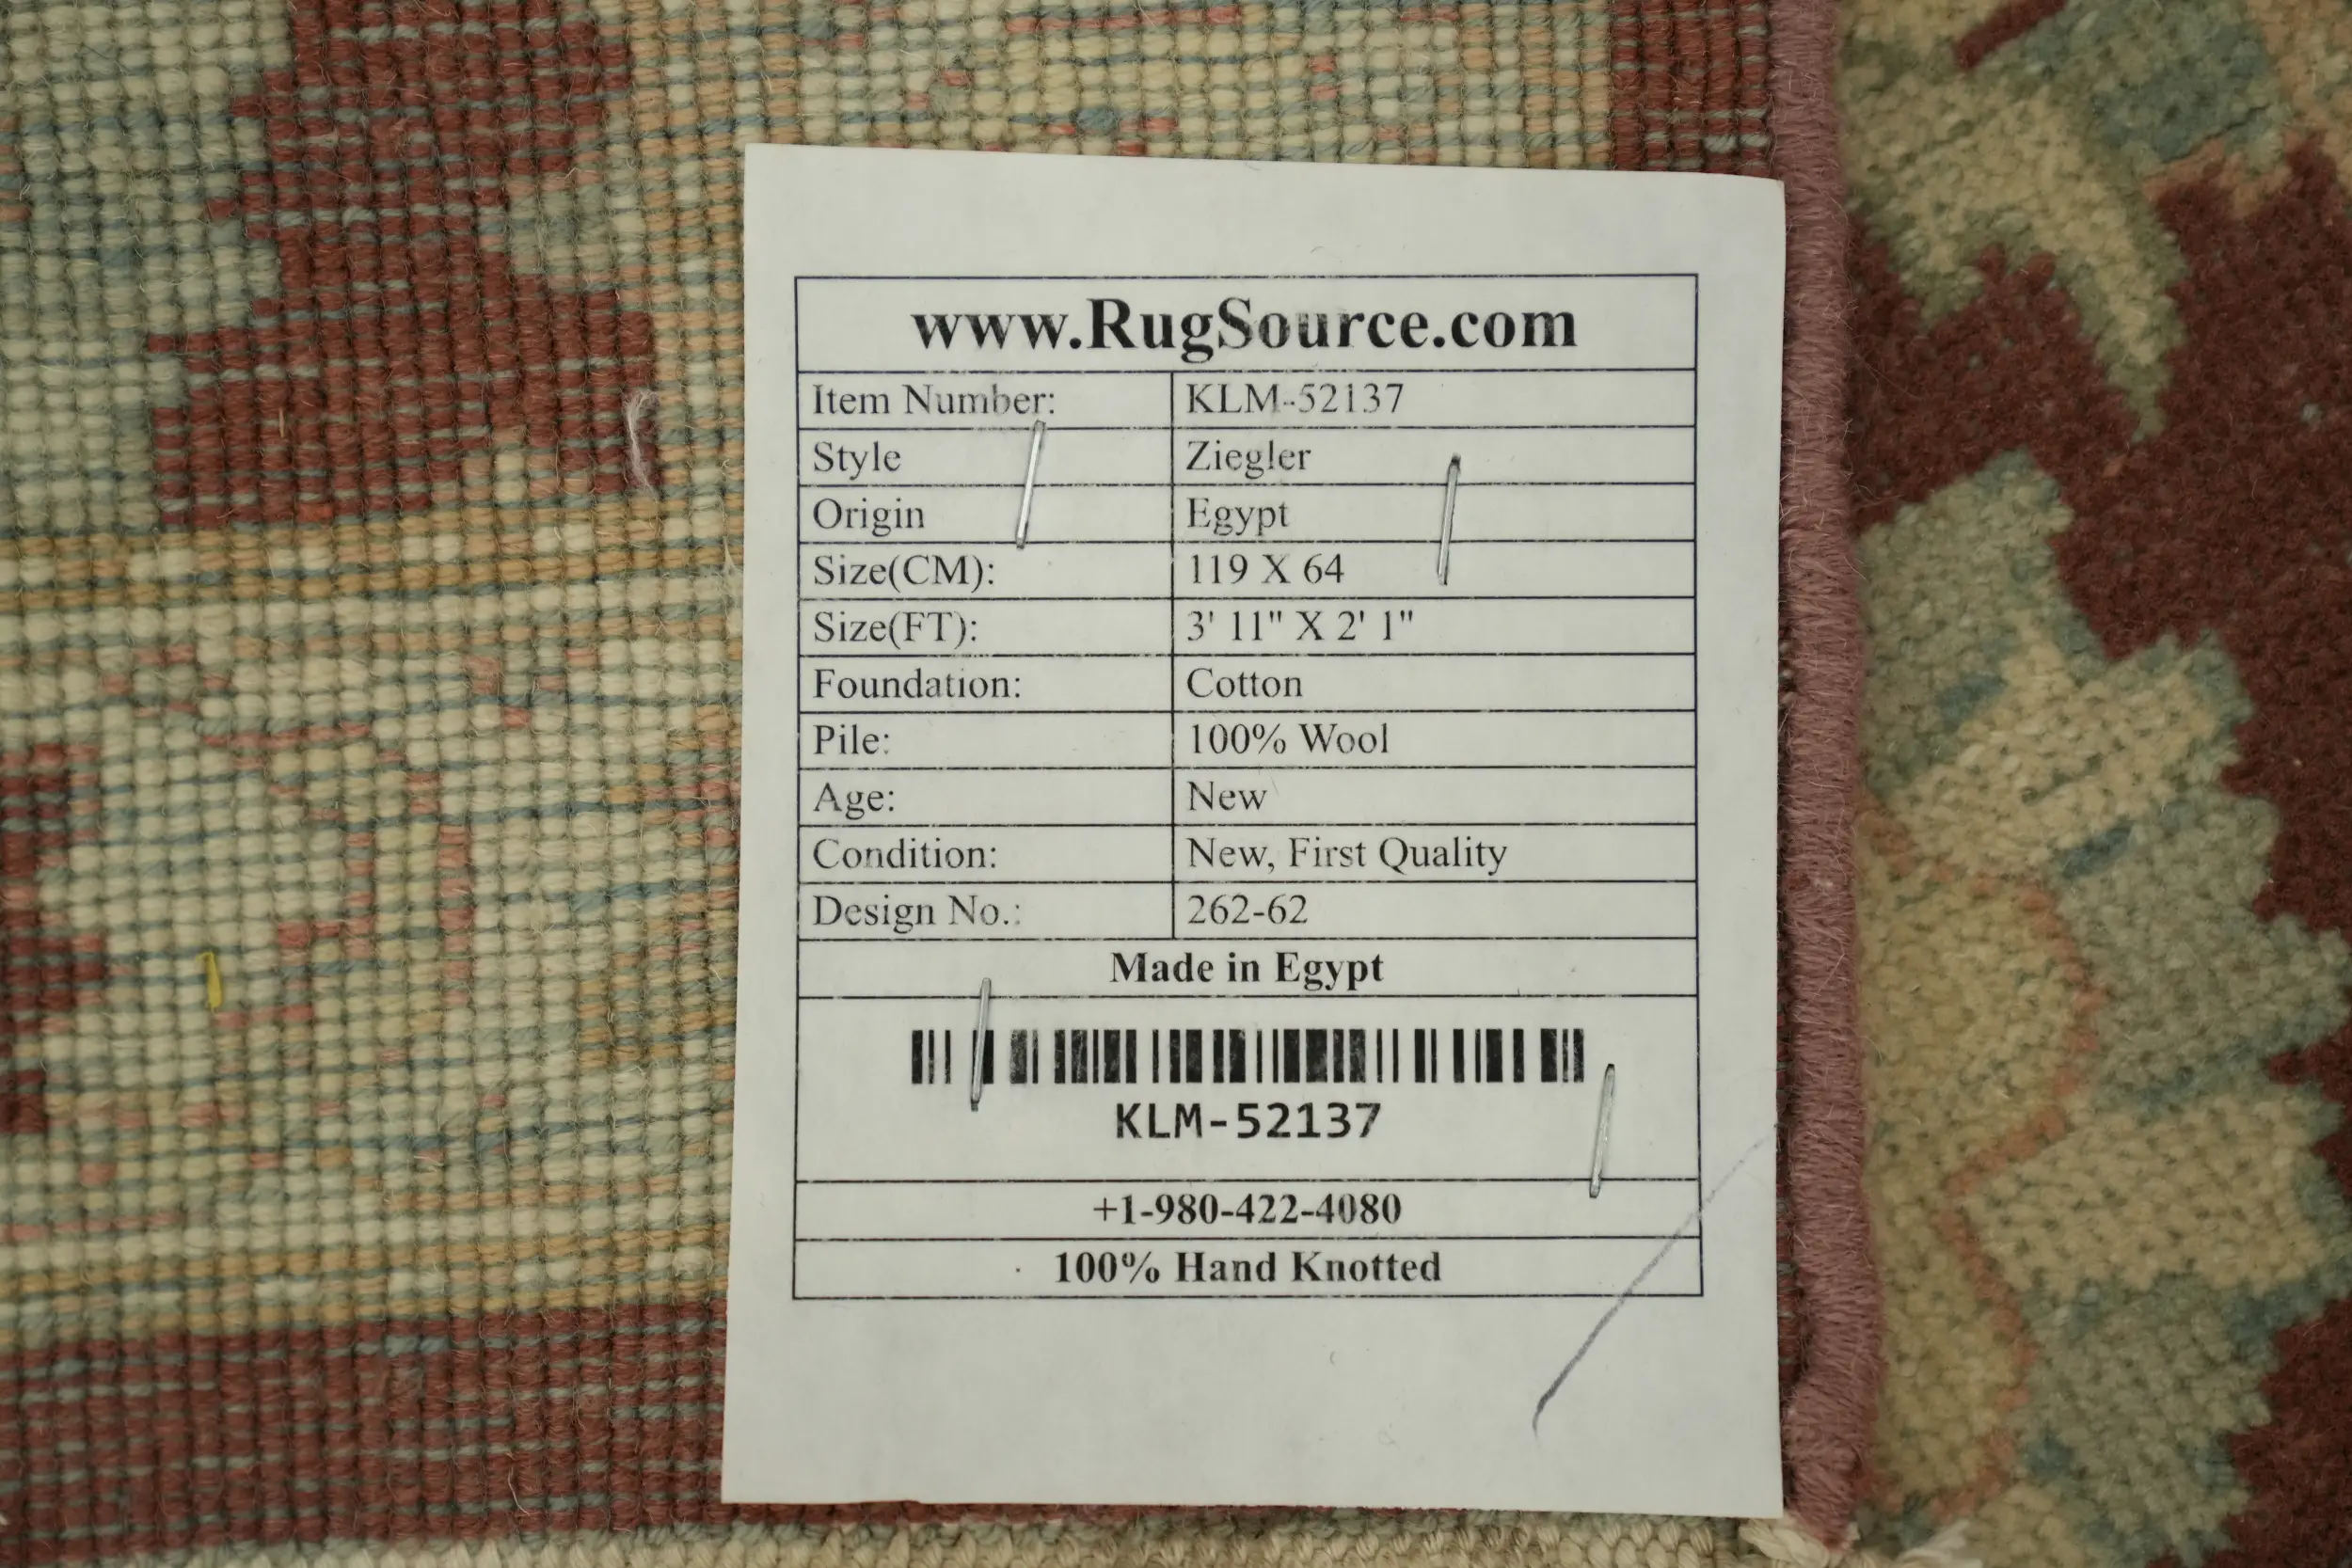 www.RugSource.com
Item Number: KLM-52137
Style Ziegler
Origin Egypt
Size(CM): 119 X 64
Size(FT): 3' 11" X 2' 1"
Foundation: Cotton
Pile: 100% Wool
Age: New
Condition: New, First Quality
Design No.: 262-62
Made in Egypt
KLM-52137
+1-980-422-4080
100% Hand Knotted